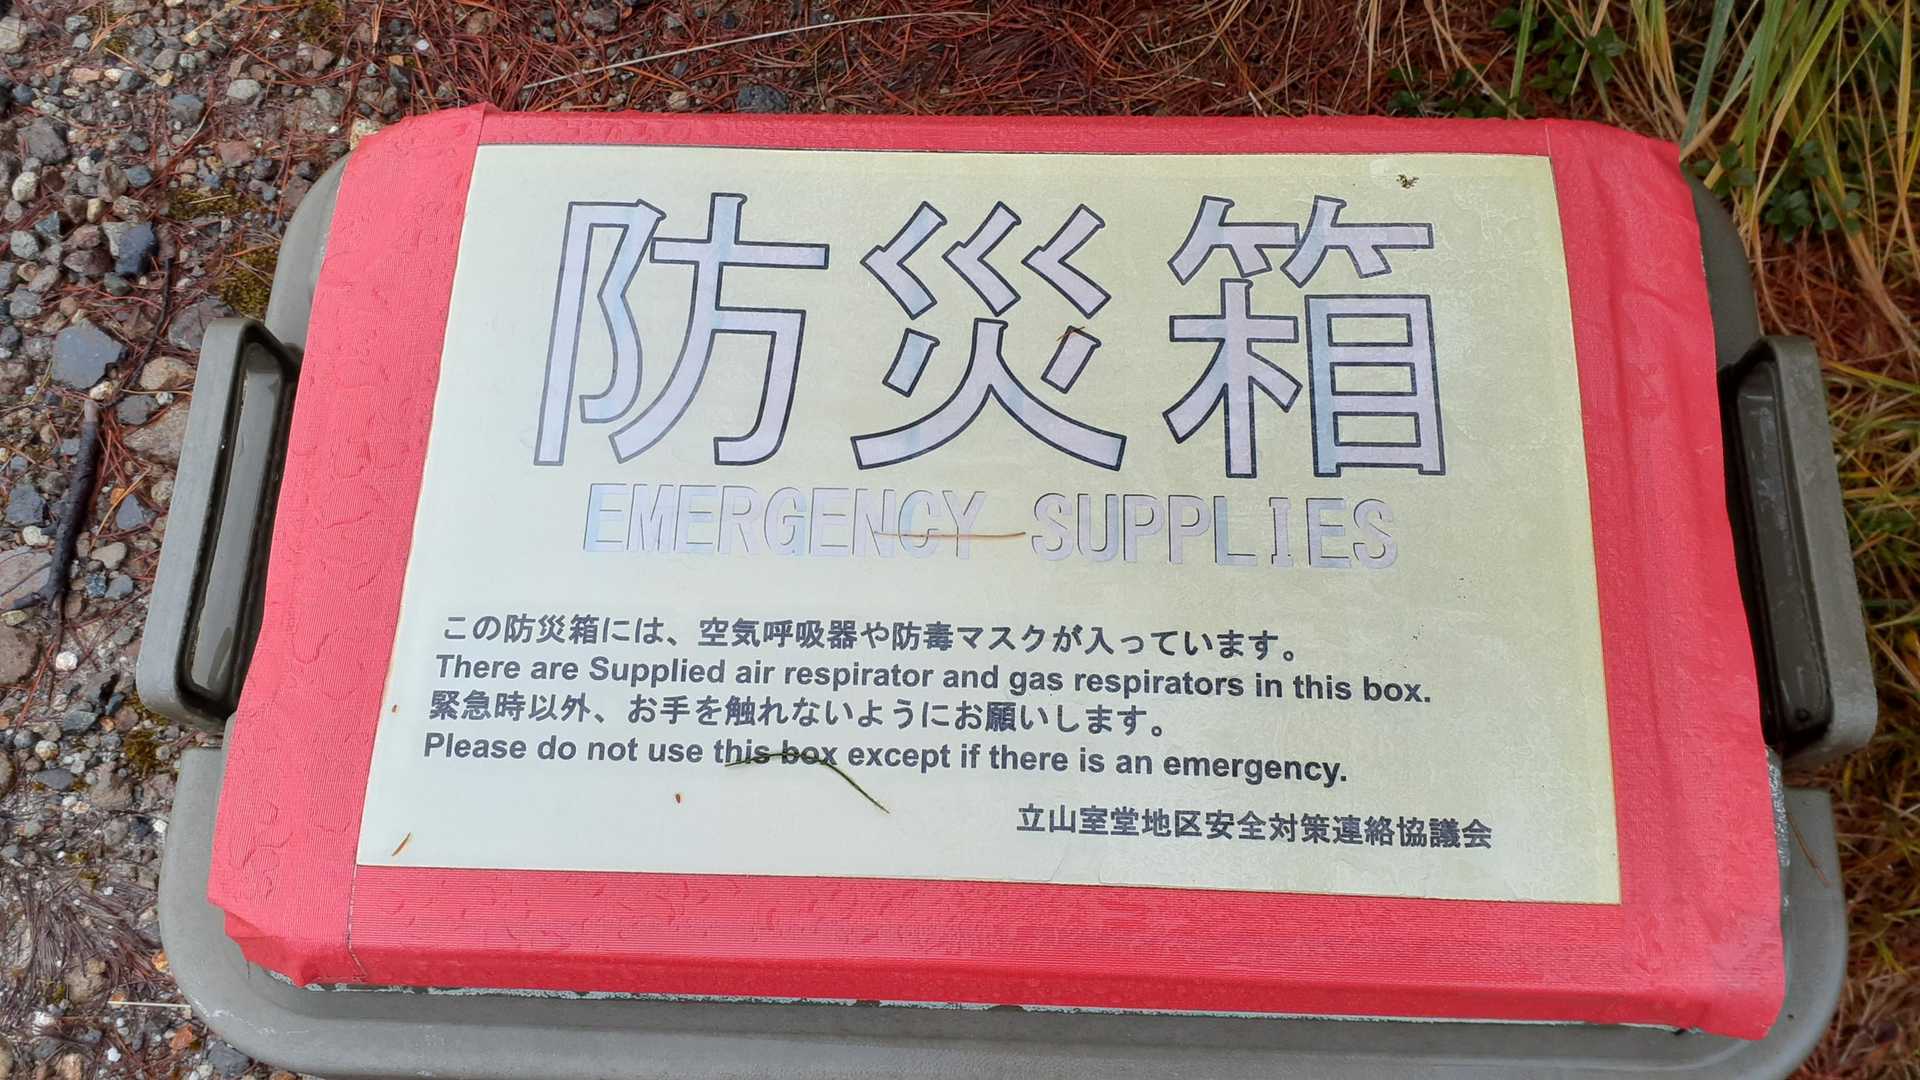 防災箱
EMERGENCY SUPPLIES
この防災箱には、空気呼吸器や防毒マスクが入っています。
There are Supplied air respirator and gas respirators in this box.
緊急時以外、お手を触れないようにお願いします。
Please do not use this box except if there is an emergency.
立山室堂地区安全対策連絡協議会